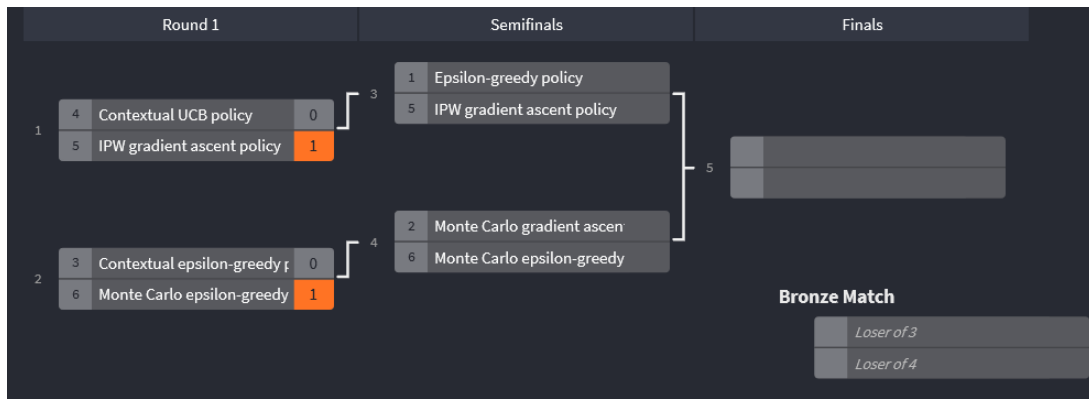 Round 1
Semifinals
Finals
1
4 Contextual UCB policy 0
5 IPW gradient ascent policy 1
2
3 Contextual epsilon-greedy p 0
6 Monte Carlo epsilon-greedy 1
3
1 Epsilon-greedy policy
5 IPW gradient ascent policy
4
2 Monte Carlo gradient ascen
6 Monte Carlo epsilon-greedy
5
Bronze Match
Loser of 3
Loser of 4